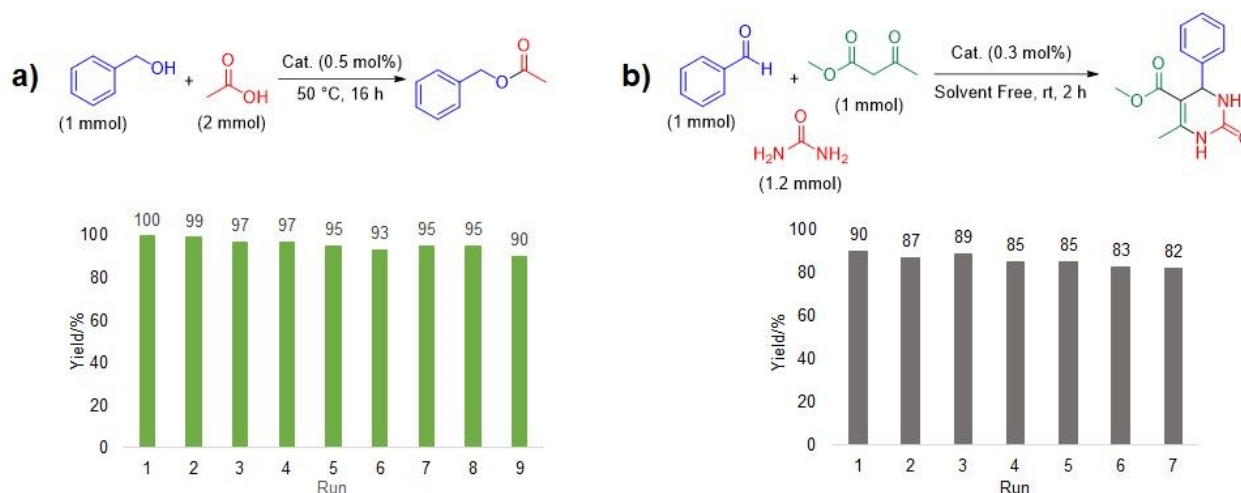 a)
OH
(1 mmol)
+
O
OH
(2 mmol)
Cat. (0.5 mol%)
50 °C, 16 h
O
O
100 99 97 97 95 93 95 95 90
Yield/%
100
80
60
40
20
0
1 2 3 4 5 6 7 8 9
Run
b)
O
H
(1 mmol)
+
O O
O
(1 mmol)
O
H₂N NH₂
(1.2 mmol)
Cat. (0.3 mol%)
Solvent Free, rt, 2 h
O
O
NH
N
H
O
90 87 89 85 85 83 82
Yield/%
100
80
60
40
20
0
1 2 3 4 5 6 7
Run